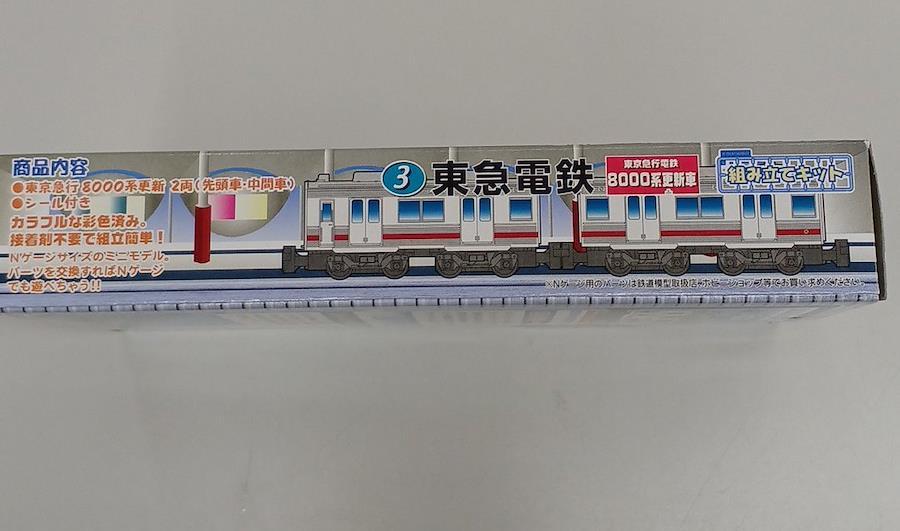 商品内容
●東京急行8000系更新 2両(先頭車・中間車)
●シール付き
カラフルな彩色済み。
接着剤不要で組立簡単！
Nゲージサイズのミニモデル。
パーツを交換すればNゲージ
でも遊べちゃう!!
3 東急電鉄
東京急行電鉄
8000系更新車
組み立てキット
※Nゲージ用のパーツは鉄道模型取扱店、ホビーショップ等でお買い求めください。